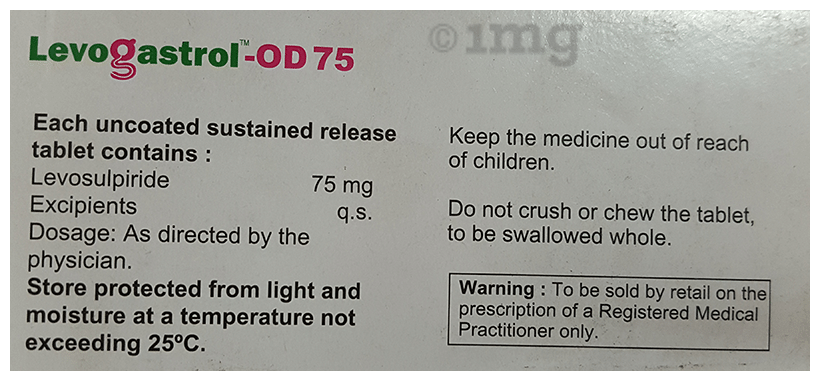 Levogastrol™-OD 75
© 1mg
Each uncoated sustained release
tablet contains :
Levosulpiride 75 mg
Excipients q.s.
Dosage: As directed by the
physician.
Store protected from light and
moisture at a temperature not
exceeding 25ºC.
Keep the medicine out of reach
of children.
Do not crush or chew the tablet,
to be swallowed whole.
Warning : To be sold by retail on the
prescription of a Registered Medical
Practitioner only.